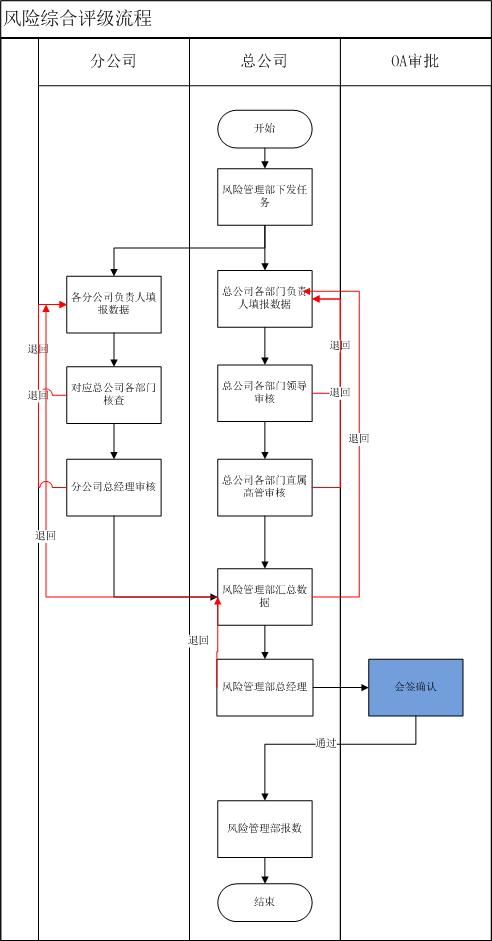 风险综合评级流程
分公司
总公司
OA审批
开始
风险管理部下发任
务
各分公司负责人填
报数据
总公司各部门负责
人填报数据
退回
退回
对应总公司各部门
核查
退回
总公司各部门领导
审核
退回
退回
分公司总经理审核
总公司各部门直属
高管审核
退回
风险管理部汇总数
据
退回
风险管理部总经理
会签确认
通过
风险管理部报数
结束